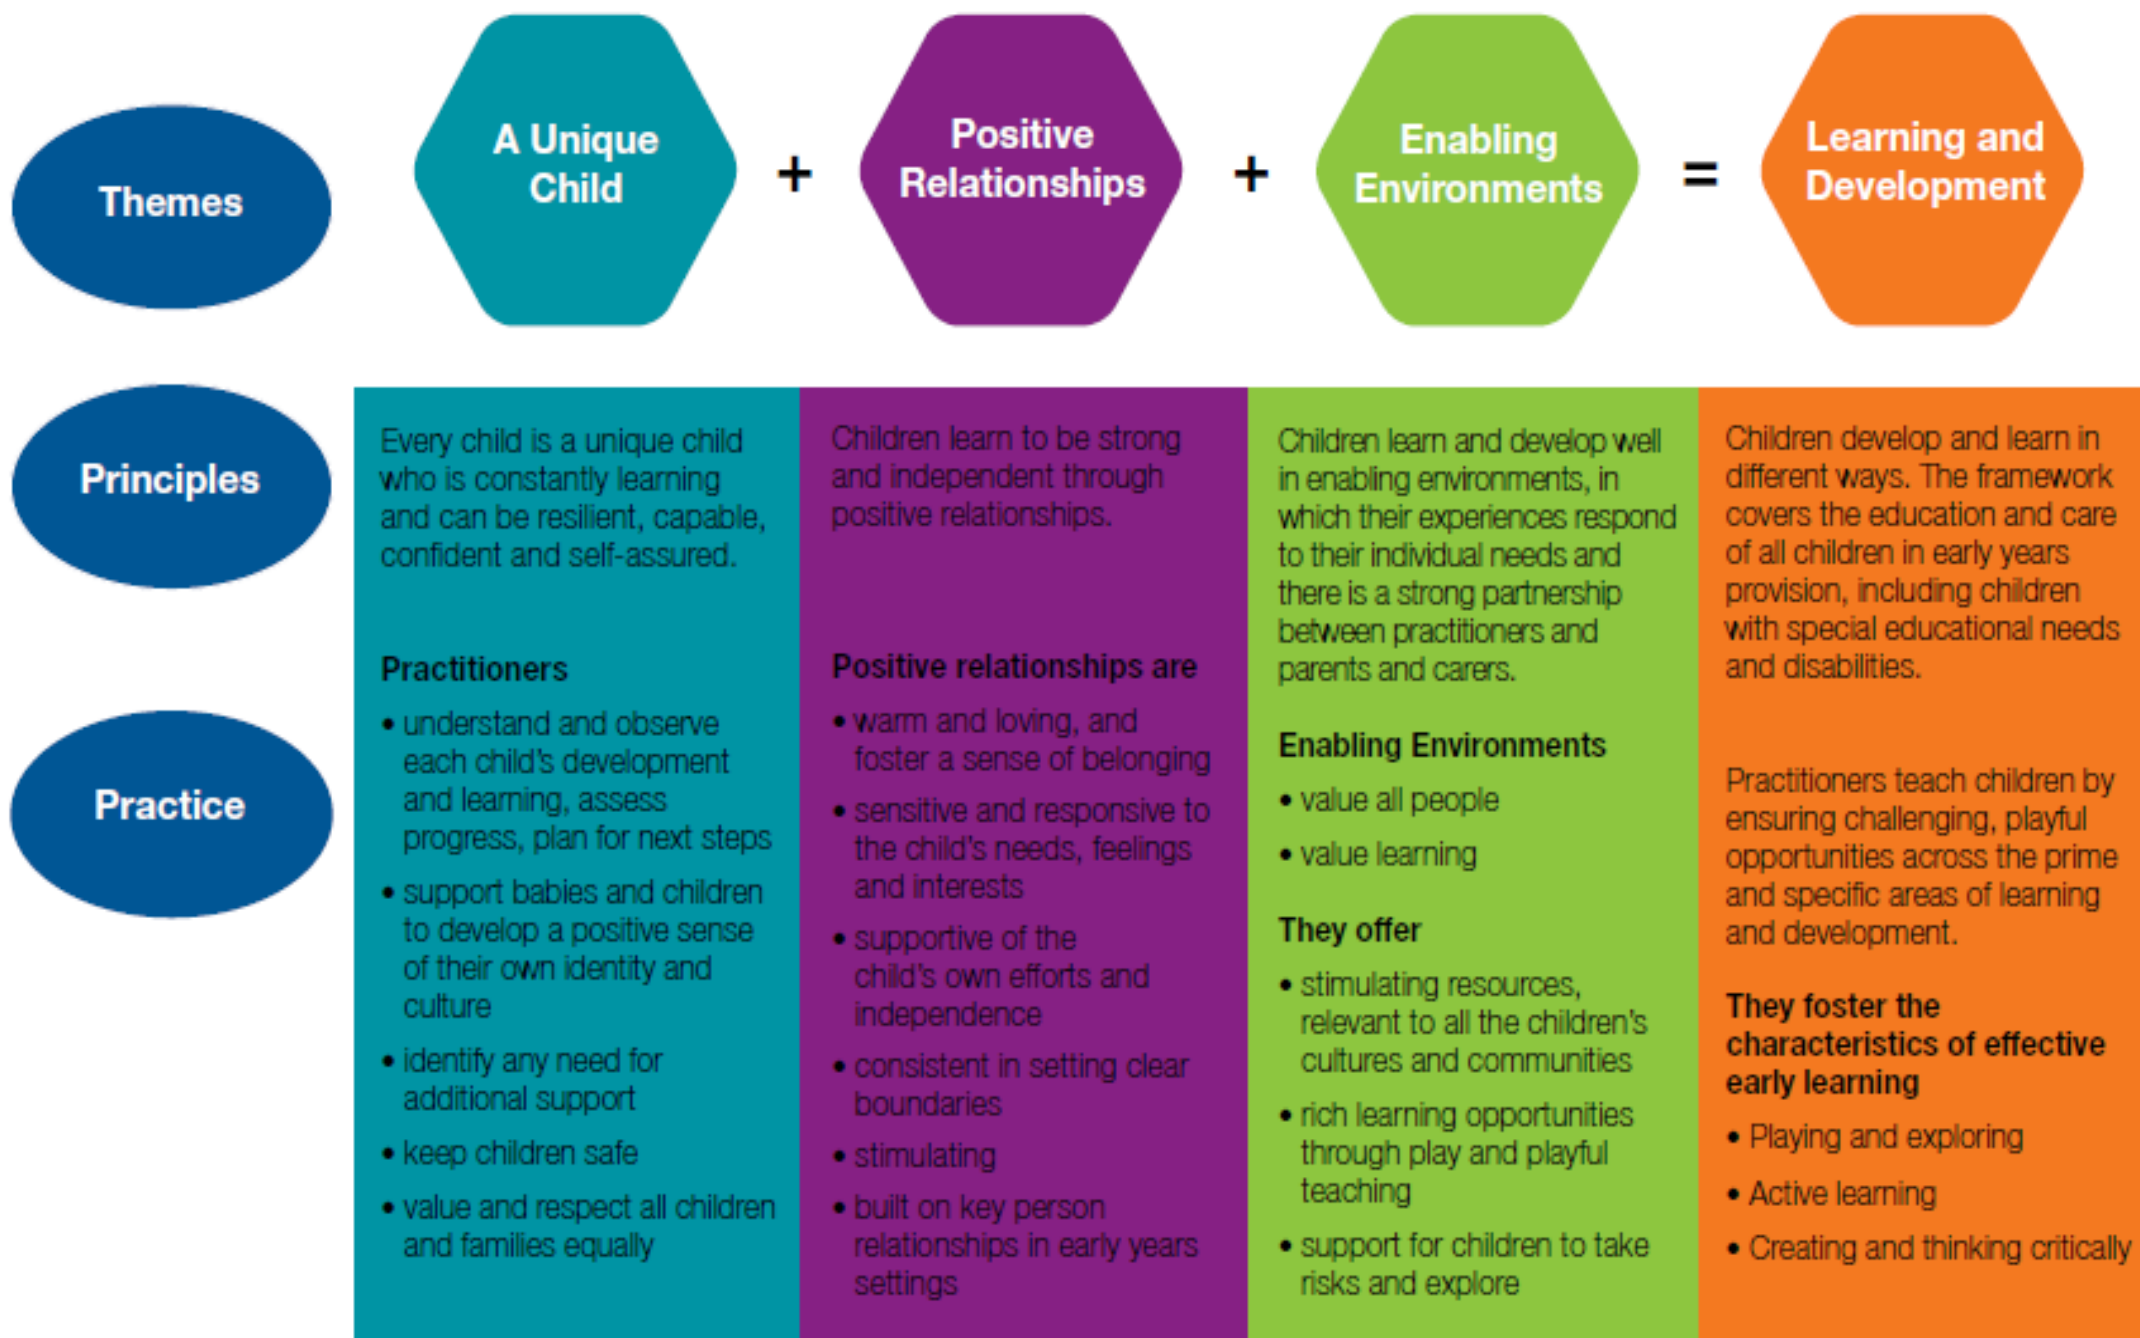 Themes
A Unique
Child
+
Positive
Relationships
+
Enabling
Environments
=
Learning and
Development
Principles
Every child is a unique child
who is constantly learning
and can be resilient, capable,
confident and self-assured.
Children learn to be strong
and independent through
positive relationships.
Children learn and develop well
in enabling environments, in
which their experiences respond
to their individual needs and
there is a strong partnership
between practitioners and
parents and carers.
Children develop and learn in
different ways. The framework
covers the education and care
of all children in early years
provision, including children
with special educational needs
and disabilities.
Practice
Practitioners
• understand and observe
each child's development
and learning, assess
progress, plan for next steps
• support babies and children
to develop a positive sense
of their own identity and
culture
• identify any need for
additional support
• keep children safe
• value and respect all children
and families equally
Positive relationships are
• warm and loving, and
foster a sense of belonging
• sensitive and responsive to
the child's needs, feelings
and interests
• supportive of the
child's own efforts and
independence
• consistent in setting clear
boundaries
• stimulating
• built on key person
relationships in early years
settings
Enabling Environments
• value all people
• value learning
They offer
• stimulating resources,
relevant to all the children's
cultures and communities
• rich learning opportunities
through play and playful
teaching
• support for children to take
risks and explore
Practitioners teach children by
ensuring challenging, playful
opportunities across the prime
and specific areas of learning
and development.
They foster the
characteristics of effective
early learning
• Playing and exploring
• Active learning
• Creating and thinking critically